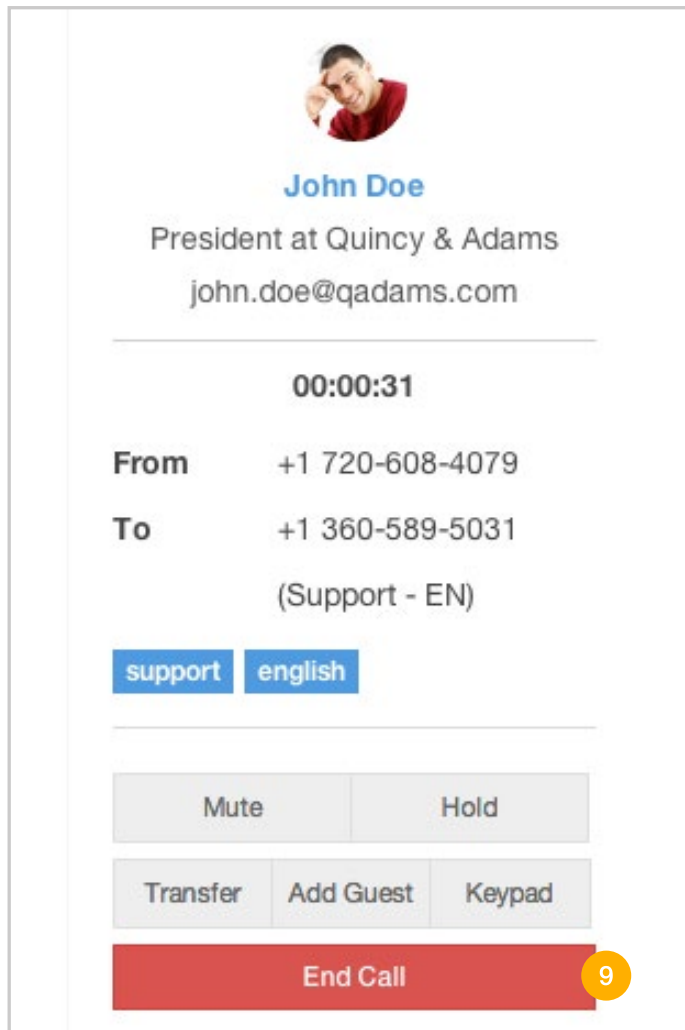 John Doe
President at Quincy & Adams
john.doe@qadams.com
00:00:31
From +1 720-608-4079
To +1 360-589-5031
(Support - EN)
support english
Mute Hold
Transfer Add Guest Keypad
End Call 9